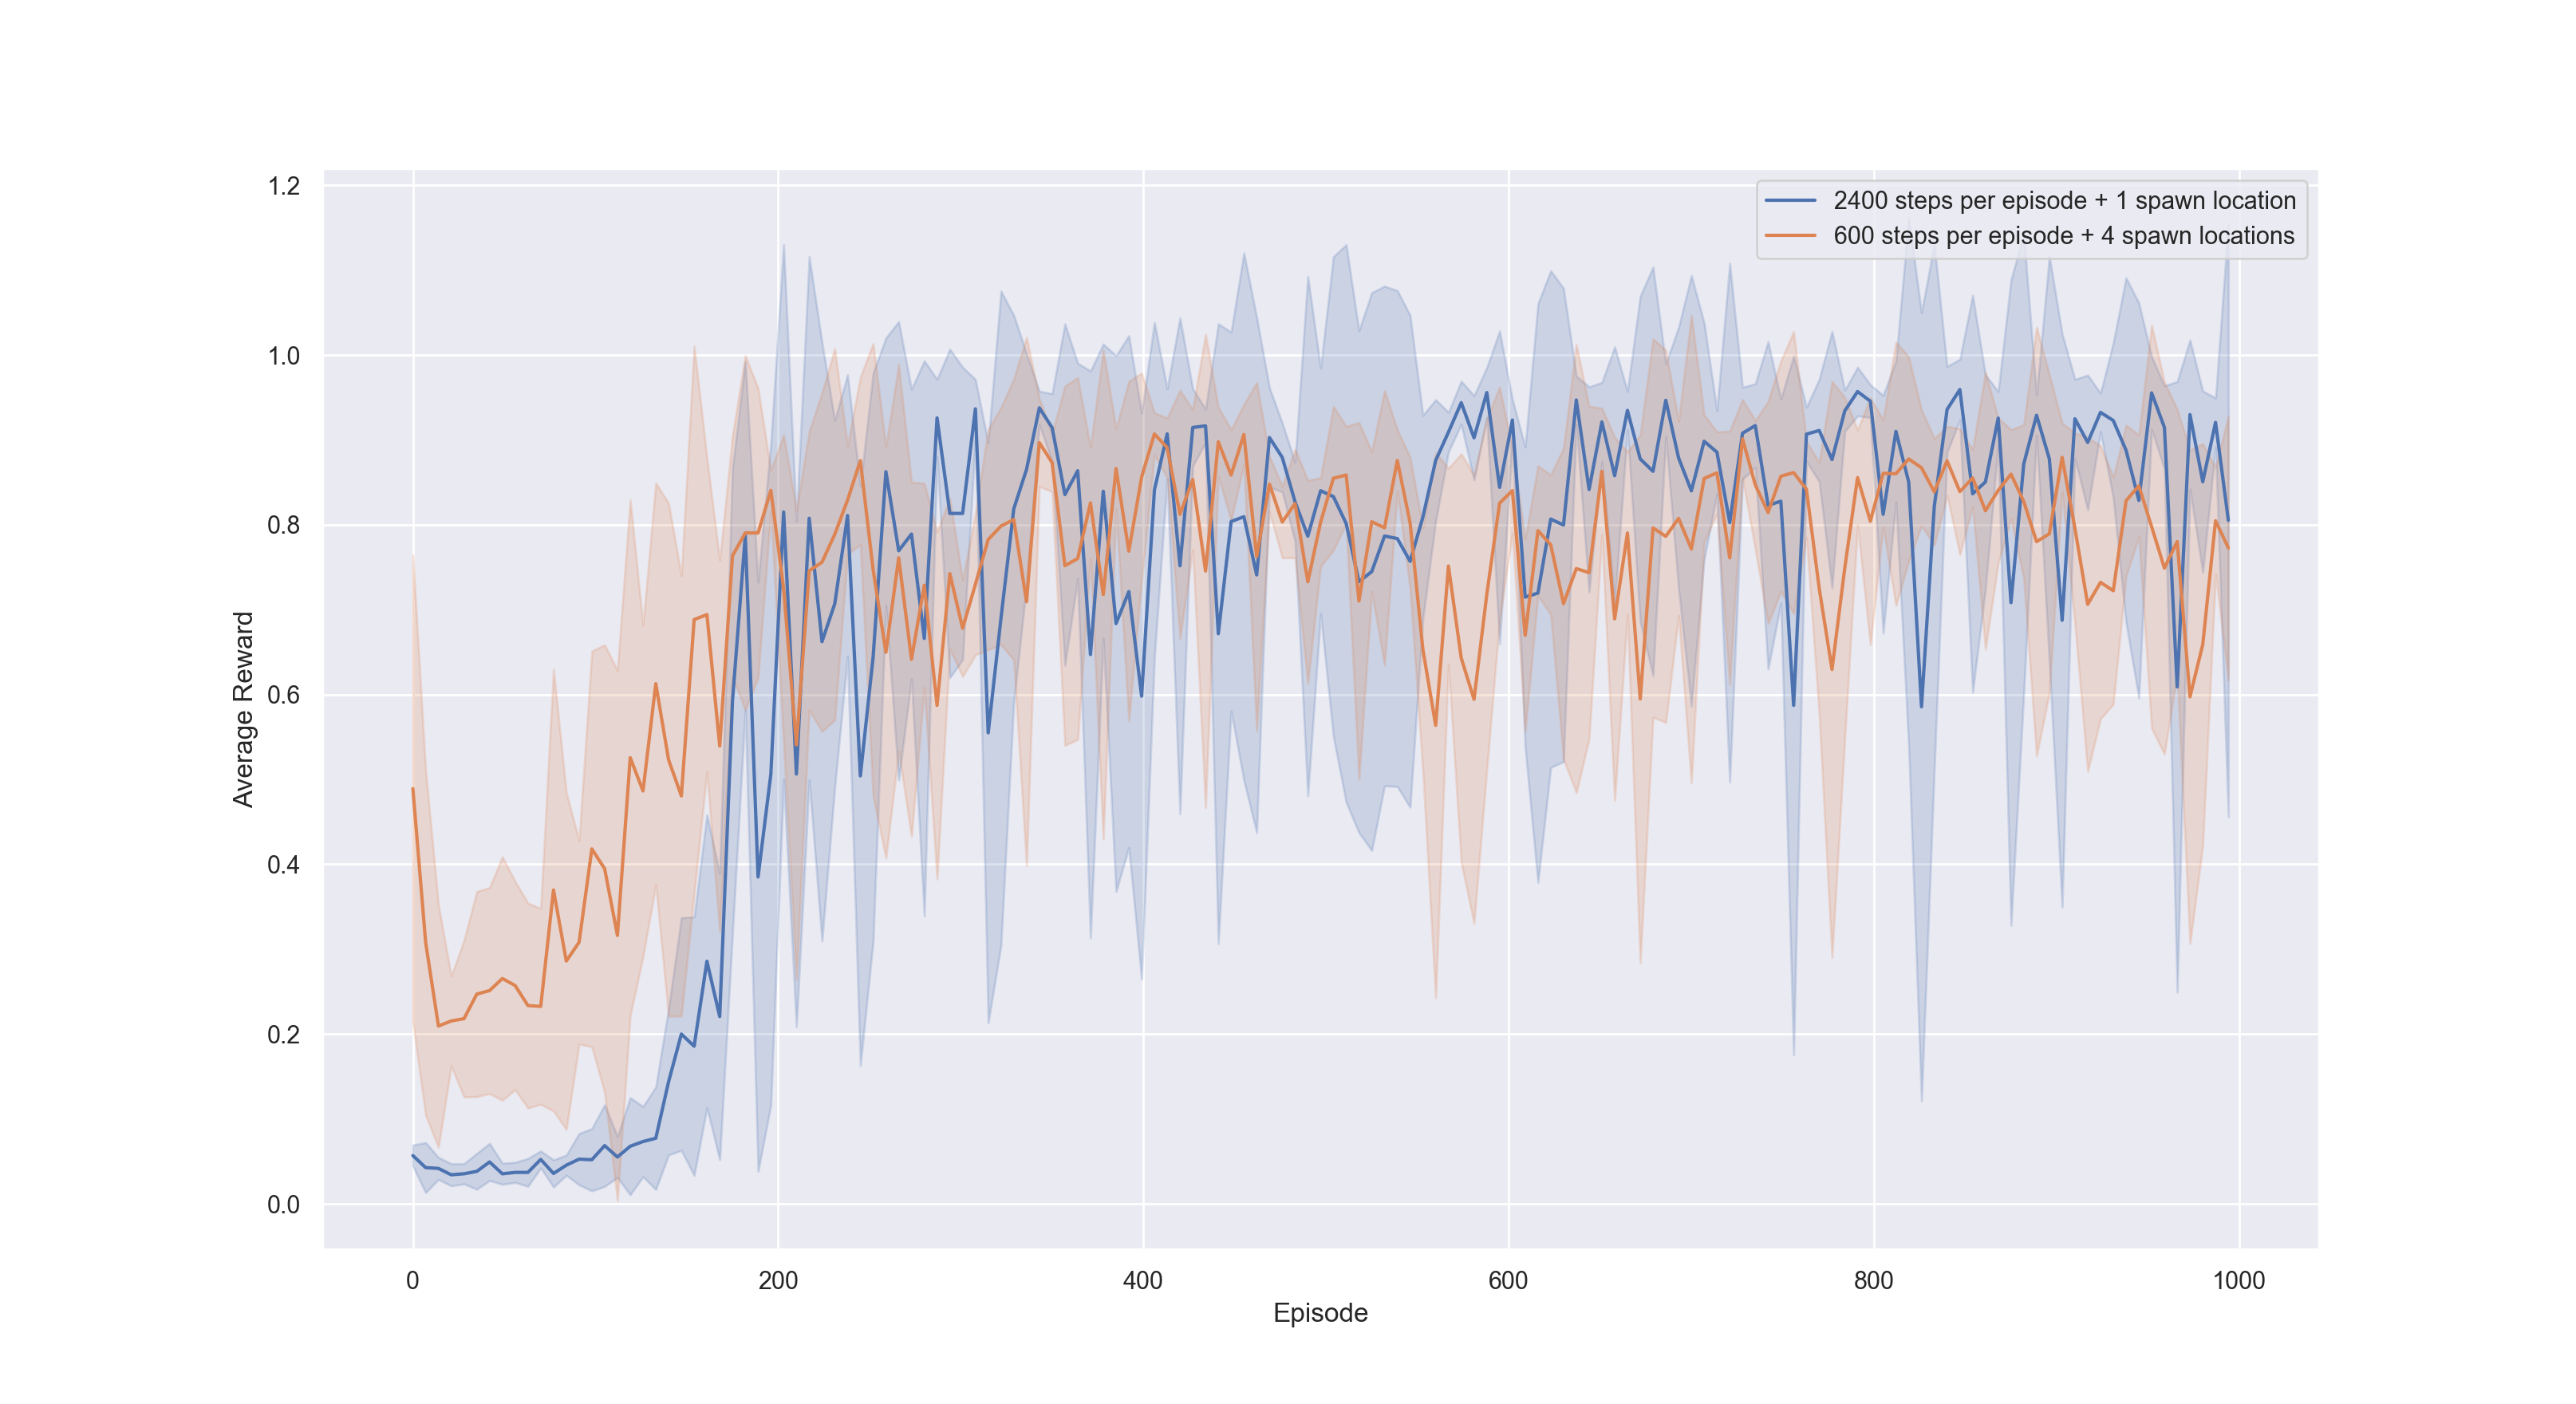 2400 steps per episode + 1 spawn location
600 steps per episode + 4 spawn locations
1.2
1.0
0.8
0.6
0.4
0.2
0.0
Average Reward
0 200 400 600 800 1000
Episode